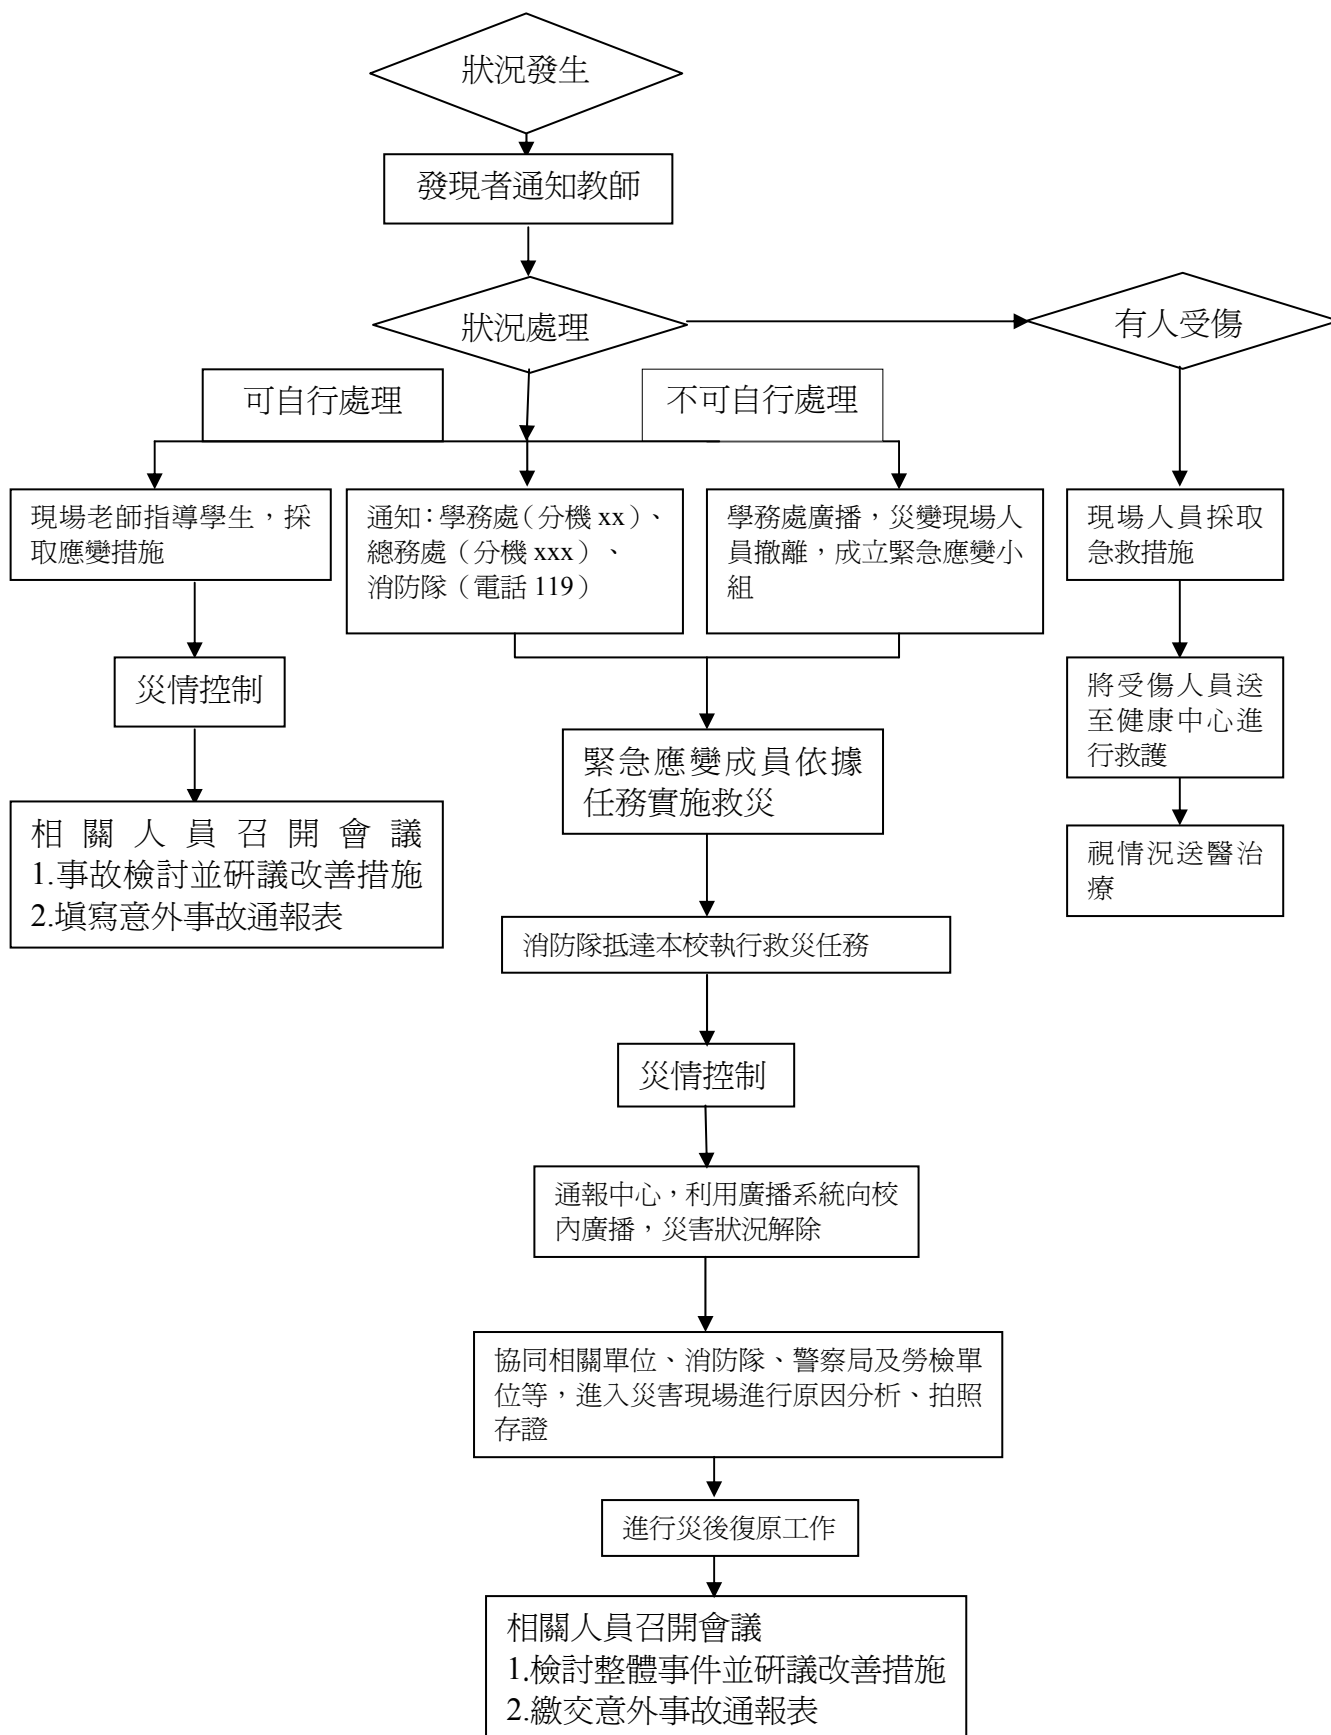 狀況發生
發現者通知教師
狀況處理
有人受傷
可自行處理
不可自行處理
現場老師指導學生，採
取應變措施
通知：學務處（分機 xx）、
總務處（分機 xxx）、
消防隊（電話 119）
學務處廣播，災變現場人
員撤離，成立緊急應變小
組
現場人員採取
急救措施
災情控制
將受傷人員送
至健康中心進
行救護
緊急應變成員依據
任務實施救災
相關人員召開會議
1.事故檢討並研議改善措施
2.填寫意外事故通報表
視情況送醫治
療
消防隊抵達本校執行救災任務
災情控制
通報中心，利用廣播系統向校
內廣播，災害狀況解除
協同相關單位、消防隊、警察局及勞檢單
位等，進入災害現場進行原因分析、拍照
存證
進行災後復原工作
相關人員召開會議
1.檢討整體事件並研議改善措施
2.繳交意外事故通報表